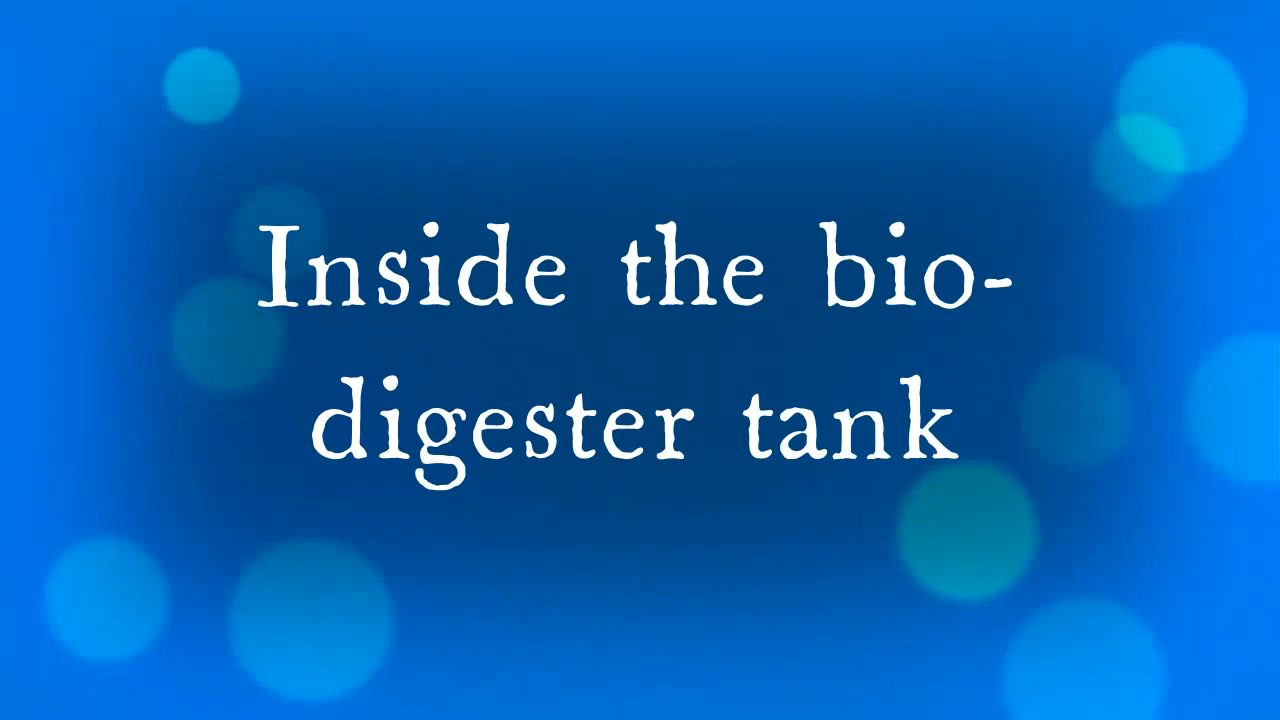 Inside the bio-
digester tank